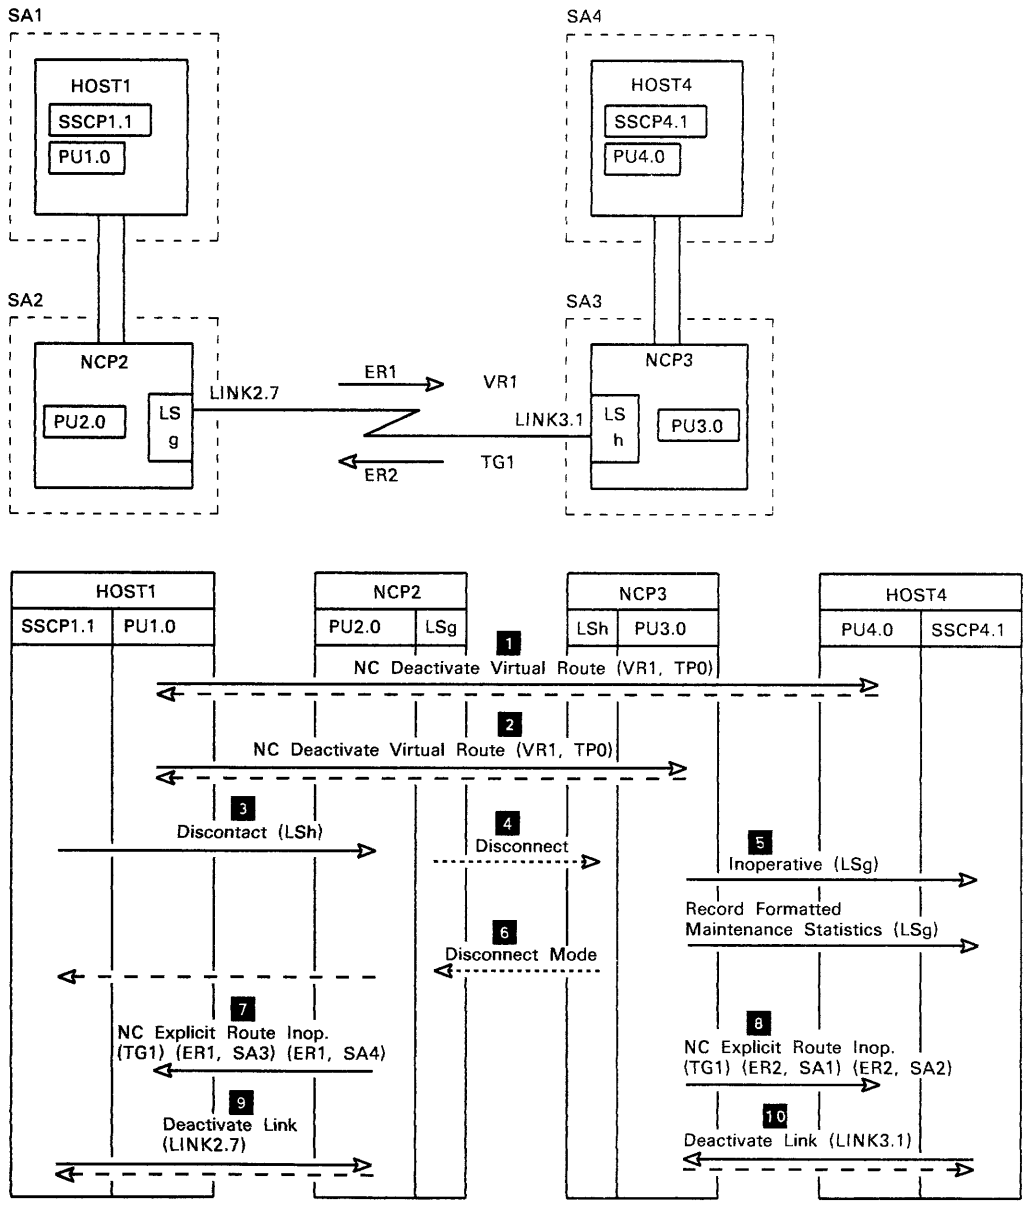 SA1
SA4
HOST1
SSCP1.1
PU1.0
HOST4
SSCP4.1
PU4.0
SA2
SA3
NCP2
PU2.0
LS
g
LINK2.7
ER1
VR1
LINK3.1
ER2
TG1
NCP3
LS
h
PU3.0
HOST1
NCP2
NCP3
HOST4
SSCP1.1
PU1.0
PU2.0
LSg
LSh
PU3.0
PU4.0
SSCP4.1
1
NC Deactivate Virtual Route (VR1, TP0)
2
NC Deactivate Virtual Route (VR1, TP0)
3
Discontact (LSh)
4
Disconnect
5
Inoperative (LSg)
Record Formatted
Maintenance Statistics (LSg)
6
Disconnect Mode
7
NC Explicit Route Inop.
(TG1) (ER1, SA3) (ER1, SA4)
8
NC Explicit Route Inop.
(TG1) (ER2, SA1) (ER2, SA2)
9
Deactivate Link
(LINK2.7)
10
Deactivate Link (LINK3.1)